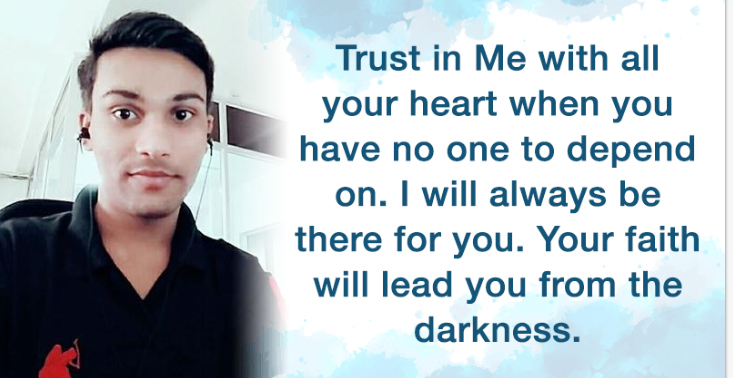 Trust in Me with all
your heart when you
have no one to depend
on. I will always be
there for you. Your faith
will lead you from the
darkness.